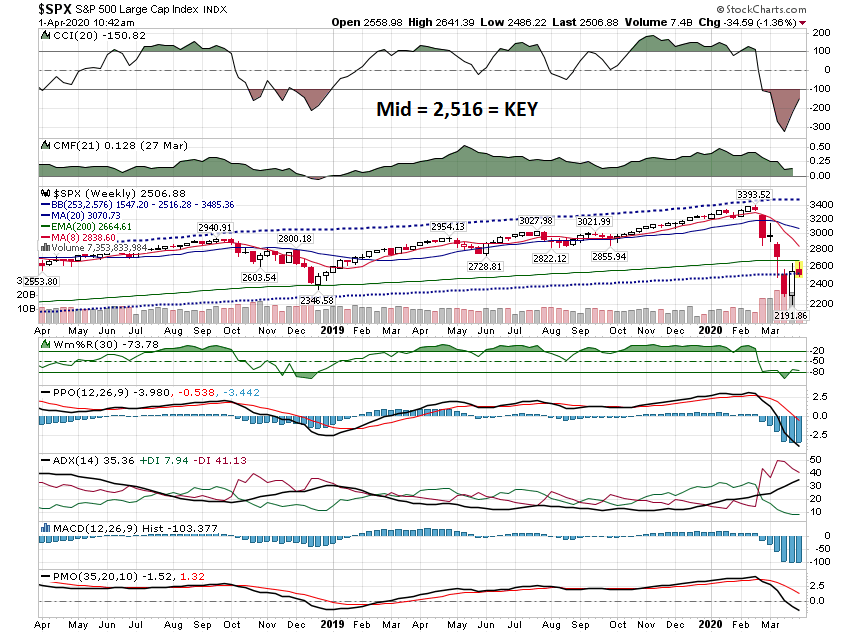 $SPX S&P 500 Large Cap Index INDX
© StockCharts.com
1-Apr-2020 10:42am
Open 2558.98 High 2641.39 Low 2486.22 Last 2506.88 Volume 7.4B Chg -34.59 (-1.36%)
CCI(20) -150.82
200
100
0
-100
-200
-300
Mid = 2,516 = KEY
CMF(21) 0.128 (27 Mar)
0.50
0.25
0.00
$SPX (Weekly) 2506.88
BB(253,2.576) 1547.20 - 2516.28 - 3485.36
MA(20) 3070.73
EMA(200) 2664.61
MA(8) 2838.60
Volume 7,353,833,984
3393.52
3027.98
3021.99
2954.13
2940.91
2800.18
2855.94
2822.12
2728.81
2603.54
2553.80
2346.58
2191.86
3400
3200
3000
2800
2600
2400
2200
20B
10B
Apr May Jun Jul Aug Sep Oct Nov Dec 2019 Feb Mar Apr May Jun Jul Aug Sep Oct Nov Dec 2020 Feb Mar
Wm%R(30) -73.78
-20
-50
-80
PPO(12,26,9) -3.980, -0.538, -3.442
2.5
0.0
-2.5
ADX(14) 35.36 +DI 7.94 -DI 41.13
50
40
30
20
10
MACD(12,26,9) Hist -103.377
0
-50
-100
PMO(35,20,10) -1.52, 1.32
2.5
0.0
Apr May Jun Jul Aug Sep Oct Nov Dec 2019 Feb Mar Apr May Jun Jul Aug Sep Oct Nov Dec 2020 Feb Mar